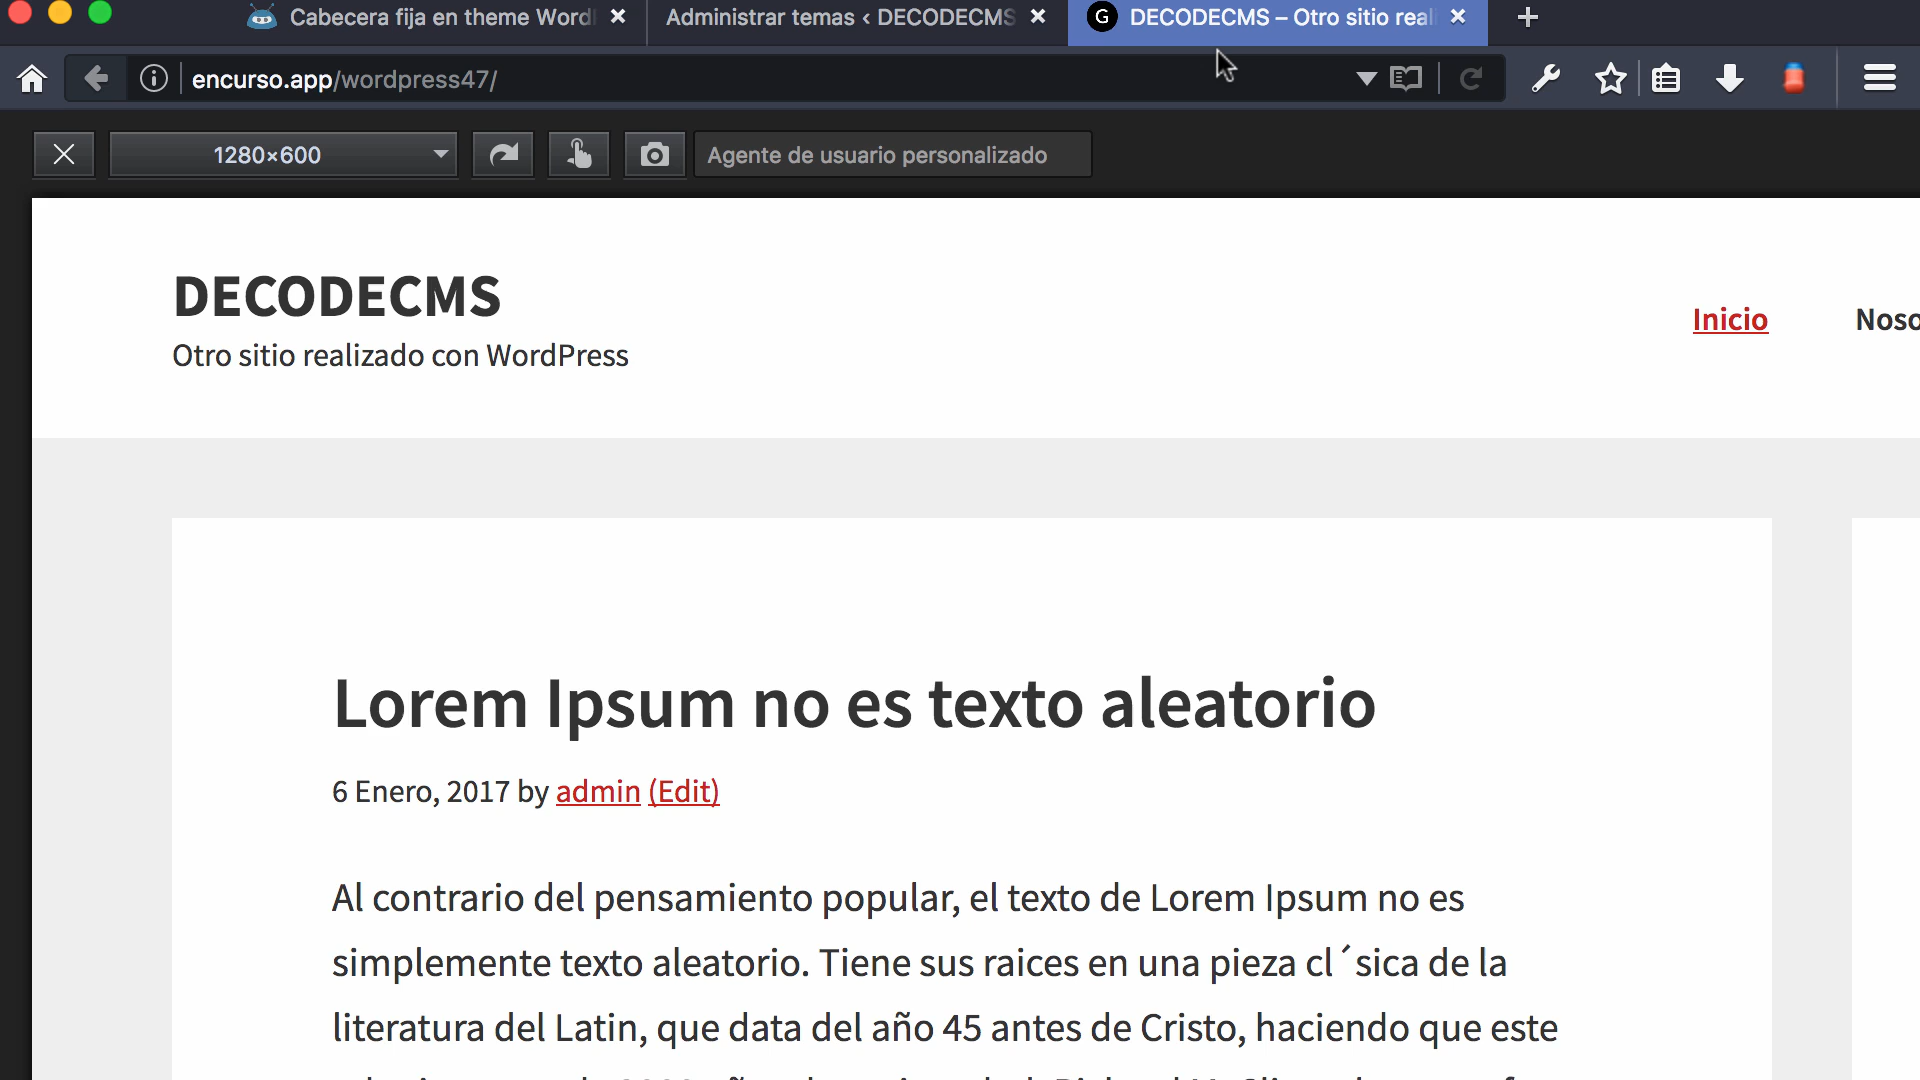 Cabecera fija en theme Word
Administrar temas ‹ DECODECMS
G DECODECMS – Otro sitio real
encurso.app/wordpress47/
1280×600
Agente de usuario personalizado
DECODECMS
Otro sitio realizado con WordPress
Inicio
Noso
Lorem Ipsum no es texto aleatorio
6 Enero, 2017 by admin (Edit)
Al contrario del pensamiento popular, el texto de Lorem Ipsum no es
simplemente texto aleatorio. Tiene sus raices en una pieza cl´sica de la
literatura del Latin, que data del año 45 antes de Cristo, haciendo que este